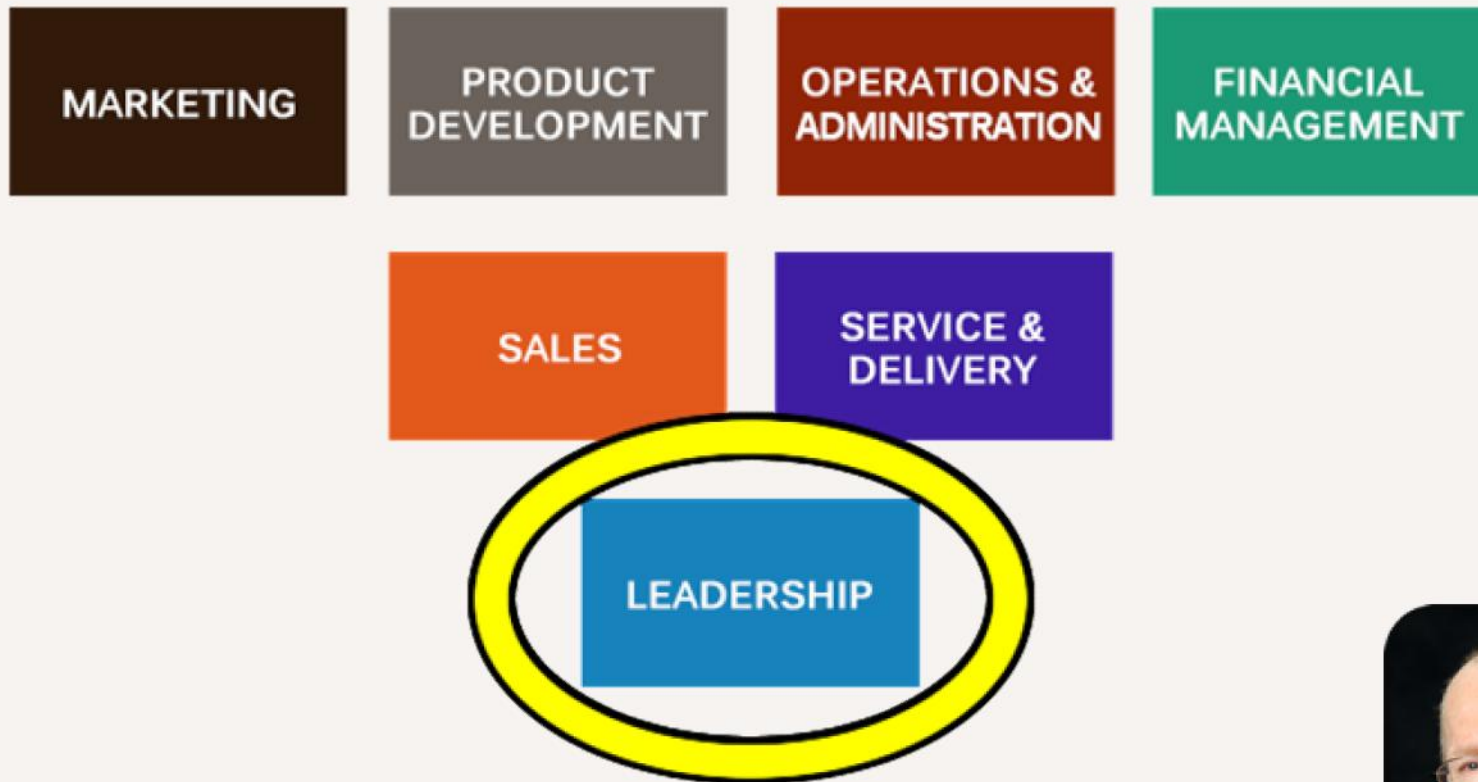 MARKETING
PRODUCT
DEVELOPMENT
OPERATIONS &
ADMINISTRATION
FINANCIAL
MANAGEMENT
SALES
SERVICE &
DELIVERY
LEADERSHIP